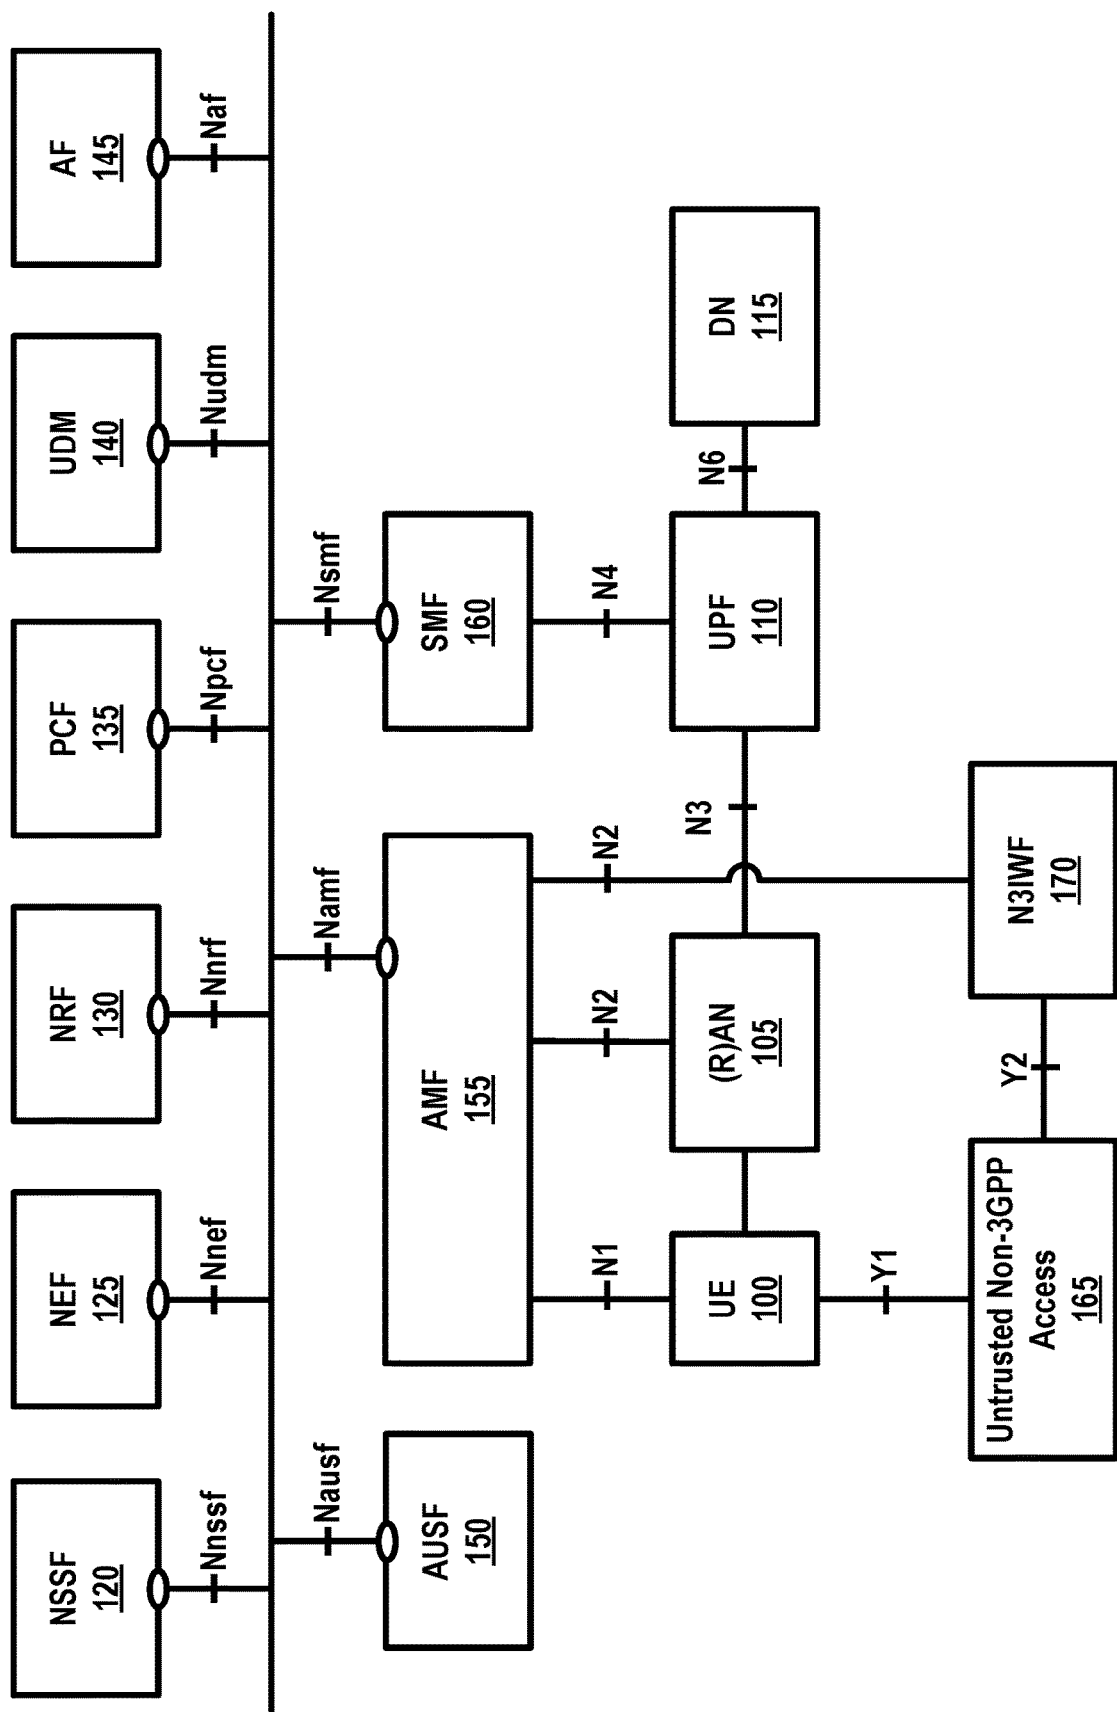 NSSF
120
NEF
125
NRF
130
PCF
135
UDM
140
AF
145
Nnssf
Nnef
Nnrf
Npcf
Nudm
Naf
Nausf
Namf
Nsmf
AUSF
150
AMF
155
SMF
160
N1
N2
N2
N4
UE
100
(R)AN
105
N3
UPF
110
N6
DN
115
Y1
Untrusted Non-3GPP
Access
165
Y2
N3IWF
170